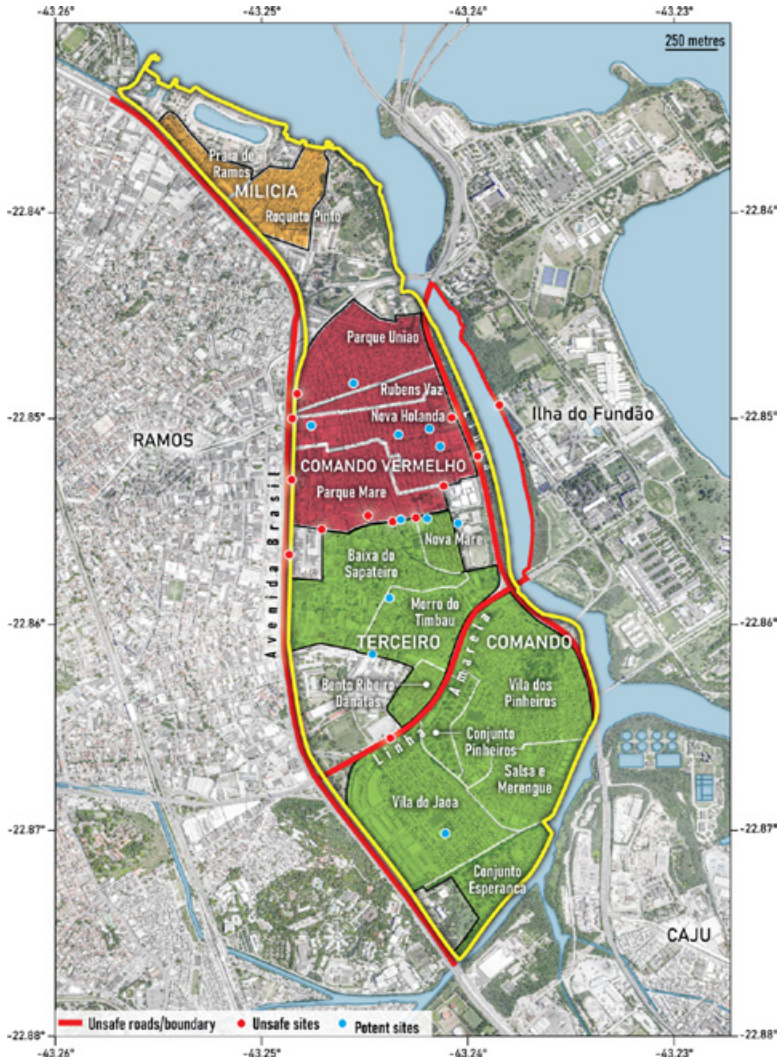 -43.26
-43.25
-43.24
-43.23
250 metres
Praia de
Ramos
MILICIA
Roqueto Pinto
-22.84
-22.84
Parque Uniao
Rubens Vaz
Nova Holanda
-22.85
-22.85
Ilha do Fundão
RAMOS
COMANDO VERMELHO
Parque Mare
Avenida Brasil
Nova Mare
Baixa do
Sapateiro
Morro do
Timbau
-22.86
-22.86
TERCEIRO
COMANDO
Bento Ribeiro
Danatas
Vila dos
Pinheiros
Linha Amarela
Conjunto
Pinheiros
Salsa e
Merengue
Vila do Jaoa
-22.87
-22.87
Conjunto
Esperanca
CAJU
Unsafe roads/boundary
Unsafe sites
Potent sites
-22.88
-22.88
-43.26
-43.25
-43.24
-43.23